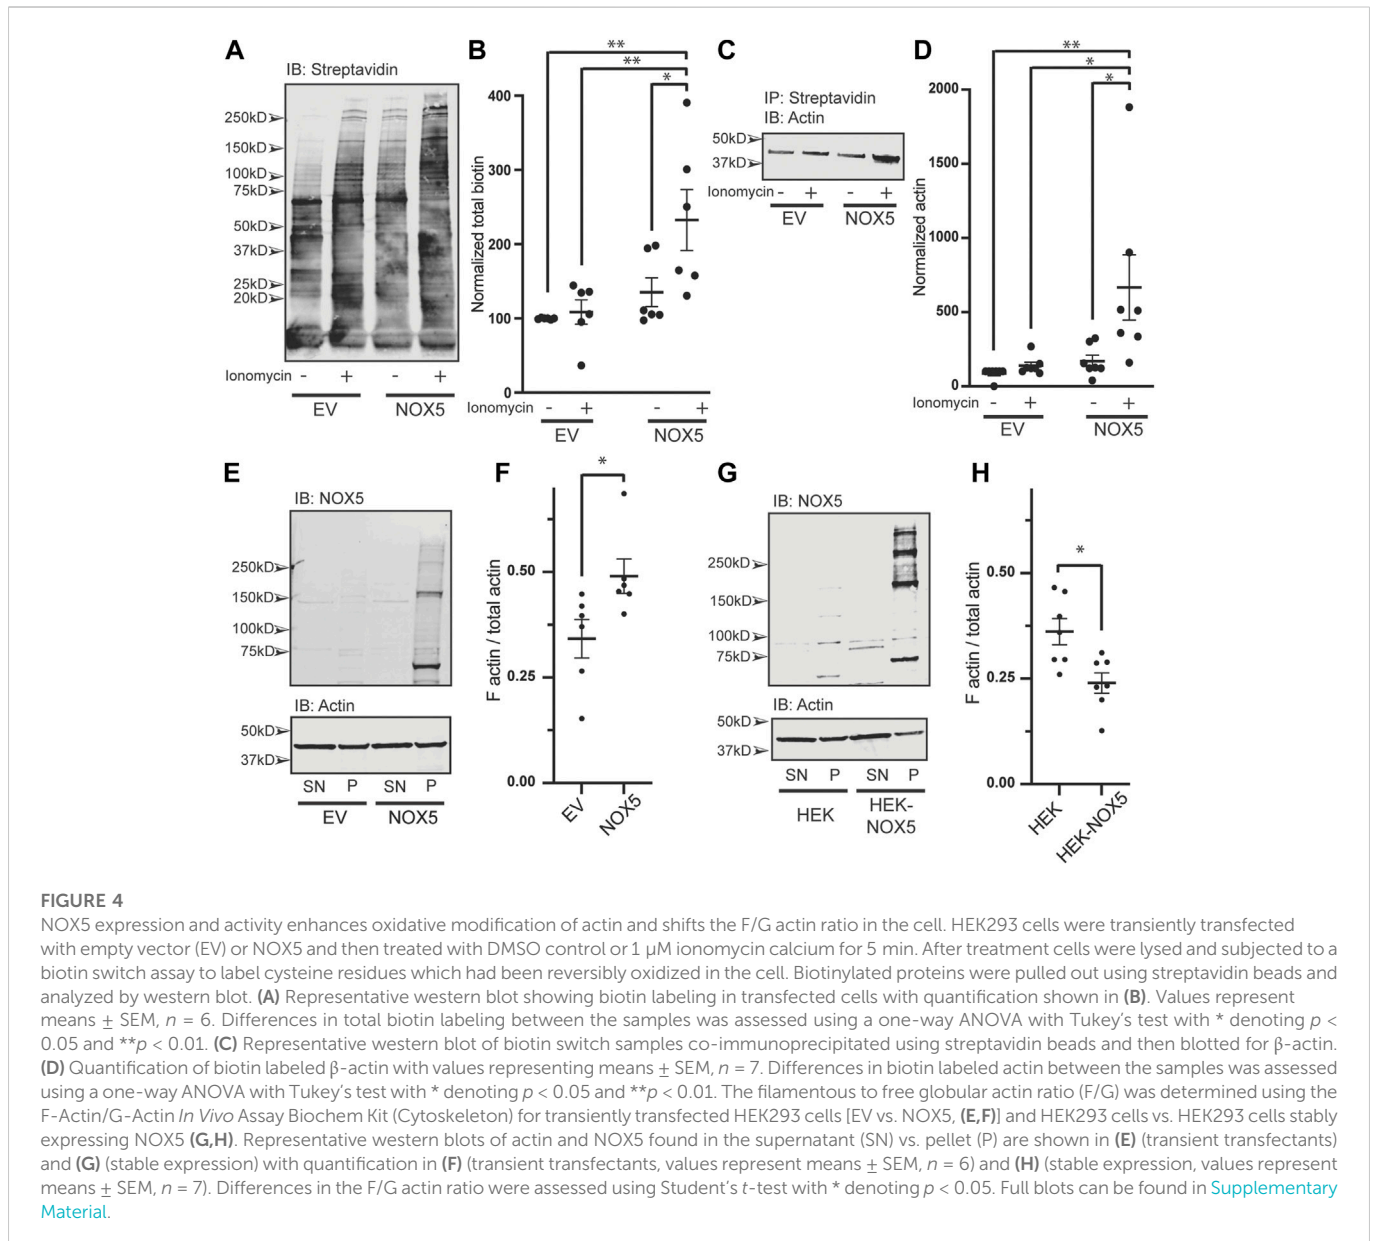 A
IB: Streptavidin
250kD
150kD
100kD
75kD
50kD
37kD
25kD
20kD
Ionomycin - + - +
EV NOX5
B
**
**
*
Normalized total biotin
400
300
200
100
0
Ionomycin - + - +
EV NOX5
C
IP: Streptavidin
IB: Actin
50kD
37kD
Ionomycin - + - +
EV NOX5
D
**
*
*
Normalized actin
2000
1500
1000
500
0
Ionomycin - + - +
EV NOX5
E
IB: NOX5
250kD
150kD
100kD
75kD
IB: Actin
50kD
37kD
SN P SN P
EV NOX5
F
*
F actin / total actin
0.50
0.25
0.00
EV NOX5
G
IB: NOX5
250kD
150kD
100kD
75kD
IB: Actin
50kD
37kD
SN P SN P
HEK HEK-
NOX5
H
*
F actin / total actin
0.50
0.25
0.00
HEK HEK-NOX5
FIGURE 4
NOX5 expression and activity enhances oxidative modification of actin and shifts the F/G actin ratio in the cell. HEK293 cells were transiently transfected
with empty vector (EV) or NOX5 and then treated with DMSO control or 1 µM ionomycin calcium for 5 min. After treatment cells were lysed and subjected to a
biotin switch assay to label cysteine residues which had been reversibly oxidized in the cell. Biotinylated proteins were pulled out using streptavidin beads and
analyzed by western blot. (A) Representative western blot showing biotin labeling in transfected cells with quantification shown in (B). Values represent
means ± SEM, n = 6. Differences in total biotin labeling between the samples was assessed using a one-way ANOVA with Tukey's test with * denoting p <
0.05 and **p < 0.01. (C) Representative western blot of biotin switch samples co-immunoprecipitated using streptavidin beads and then blotted for β-actin.
(D) Quantification of biotin labeled β-actin with values representing means ± SEM, n = 7. Differences in biotin labeled actin between the samples was assessed
using a one-way ANOVA with Tukey's test with * denoting p < 0.05 and **p < 0.01. The filamentous to free globular actin ratio (F/G) was determined using the
F-Actin/G-Actin In Vivo Assay Biochem Kit (Cytoskeleton) for transiently transfected HEK293 cells [EV vs. NOX5, (E,F)] and HEK293 cells vs. HEK293 cells stably
expressing NOX5 (G,H). Representative western blots of actin and NOX5 found in the supernatant (SN) vs. pellet (P) are shown in (E) (transient transfectants)
and (G) (stable expression) with quantification in (F) (transient transfectants, values represent means ± SEM, n = 6) and (H) (stable expression, values represent
means ± SEM, n = 7). Differences in the F/G actin ratio were assessed using Student's t-test with * denoting p < 0.05. Full blots can be found in Supplementary
Material.